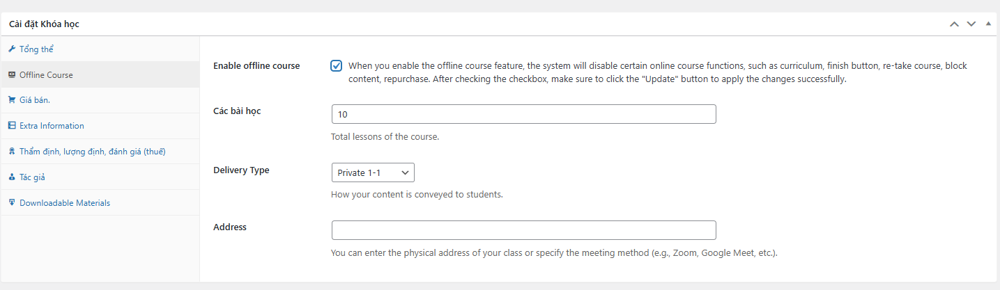 Cài đặt Khóa học
Tổng thể
Offline Course
Giá bán.
Extra Information
Thẩm định, lượng định, đánh giá (thuế)
Tác giả
Downloadable Materials
Enable offline course
When you enable the offline course feature, the system will disable certain online course functions, such as curriculum, finish button, re-take course, block
content, repurchase. After checking the checkbox, make sure to click the "Update" button to apply the changes successfully.
Các bài học
10
Total lessons of the course.
Delivery Type
Private 1-1
How your content is conveyed to students.
Address
You can enter the physical address of your class or specify the meeting method (e.g., Zoom, Google Meet, etc.).